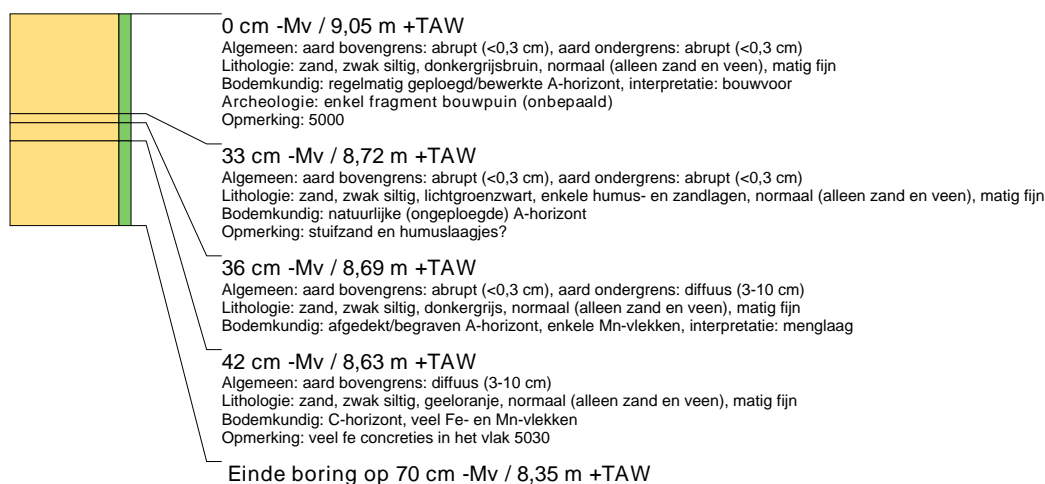 0 cm -Mv / 9,05 m +TAW
Algemeen: aard bovengrens: abrupt (<0,3 cm), aard ondergrens: abrupt (<0,3 cm)
Lithologie: zand, zwak siltig, donkergrijsbruin, normaal (alleen zand en veen), matig fijn
Bodemkundig: regelmatig geploegd/bewerkte A-horizont, interpretatie: bouwvoor
Archeologie: enkel fragment bouwpuin (onbepaald)
Opmerking: 5000
33 cm -Mv / 8,72 m +TAW
Algemeen: aard bovengrens: abrupt (<0,3 cm), aard ondergrens: abrupt (<0,3 cm)
Lithologie: zand, zwak siltig, lichtgroenzwart, enkele humus- en zandlagen, normaal (alleen zand en veen), matig fijn
Bodemkundig: natuurlijke (ongeploegde) A-horizont
Opmerking: stuifzand en humuslaagjes?
36 cm -Mv / 8,69 m +TAW
Algemeen: aard bovengrens: abrupt (<0,3 cm), aard ondergrens: diffuus (3-10 cm)
Lithologie: zand, zwak siltig, donkergrijs, normaal (alleen zand en veen), matig fijn
Bodemkundig: afgedekt/begraven A-horizont, enkele Mn-vlekken, interpretatie: menglaag
42 cm -Mv / 8,63 m +TAW
Algemeen: aard bovengrens: diffuus (3-10 cm)
Lithologie: zand, zwak siltig, geeloranje, normaal (alleen zand en veen), matig fijn
Bodemkundig: C-horizont, veel Fe- en Mn-vlekken
Opmerking: veel fe concreties in het vlak 5030
Einde boring op 70 cm -Mv / 8,35 m +TAW